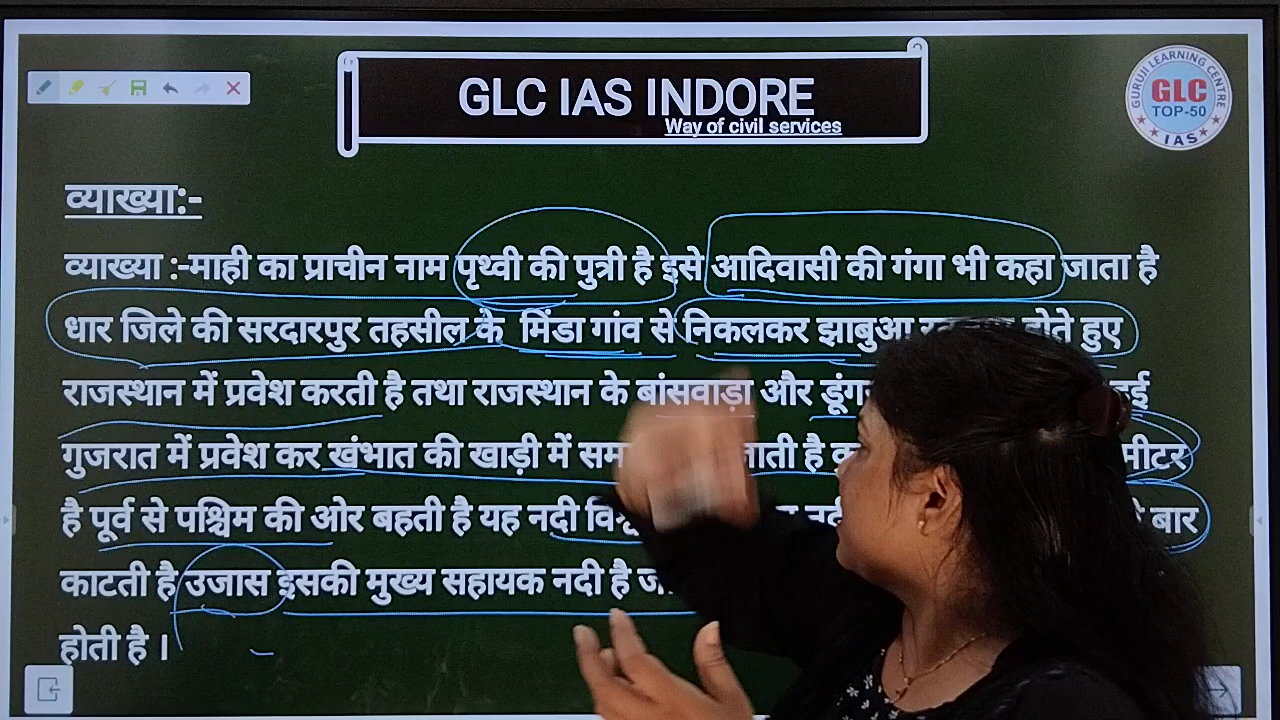 GLC IAS INDORE
Way of civil services
GURUJI LEARNING CENTRE
GLC
TOP-50
IAS
व्याख्या:-
व्याख्या :-माही का प्राचीन नाम पृथ्वी की पुत्री है इसे आदिवासी की गंगा भी कहा जाता है
धार जिले की सरदारपुर तहसील के मिंडा गांव से निकलकर झाबुआ होते हुए
राजस्थान में प्रवेश करती है तथा राजस्थान के बांसवाड़ा और
गुजरात में प्रवेश कर खंभात की खाड़ी में जाती है मीटर
है पूर्व से पश्चिम की ओर बहती है यह नदी बार
काटती है उजास इसकी मुख्य सहायक नदी है
होती है ।